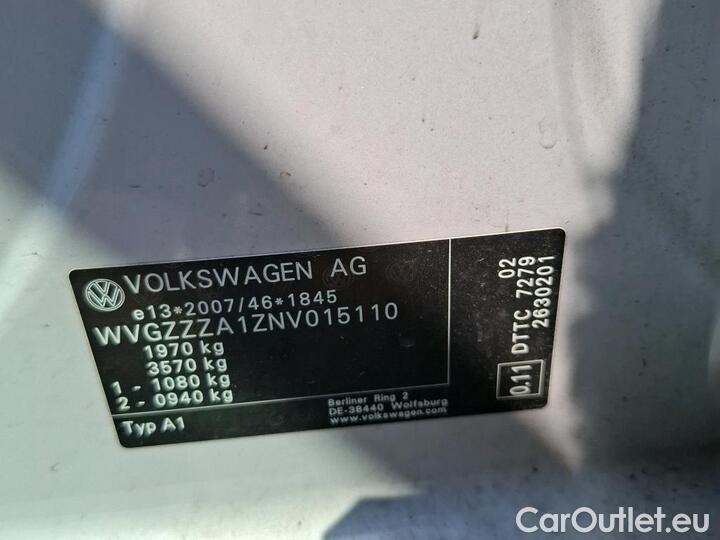 VOLKSWAGEN AG
e13*2007/46*1845
WVGZZZA1ZNV015110
1970 kg
3570 kg
1 - 1080 kg
2 - 0940 kg
Typ A1
Berliner Ring 2
DE-38440 Wolfsburg
www.volkswagen.com
0.11
DTTC 7279 02
2630201
CarOutlet.eu